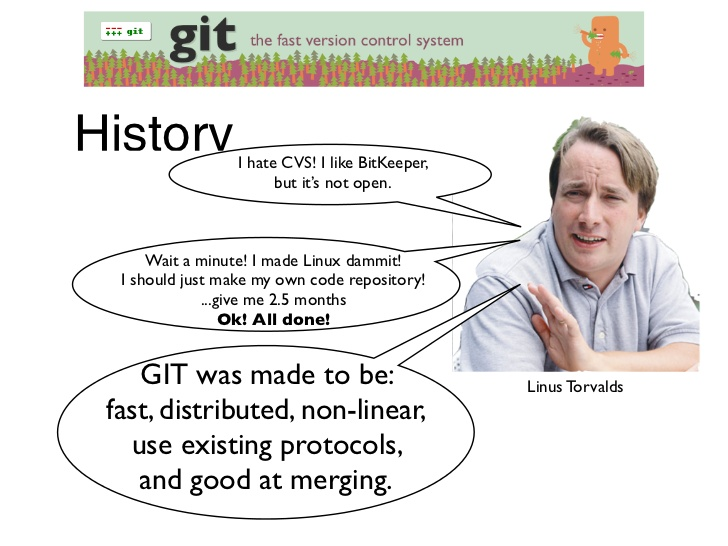 git
git the fast version control system
History
I hate CVS! I like BitKeeper,
but it's not open.
Wait a minute! I made Linux dammit!
I should just make my own code repository!
...give me 2.5 months
Ok! All done!
GIT was made to be:
fast, distributed, non-linear,
use existing protocols,
and good at merging.
Linus Torvalds